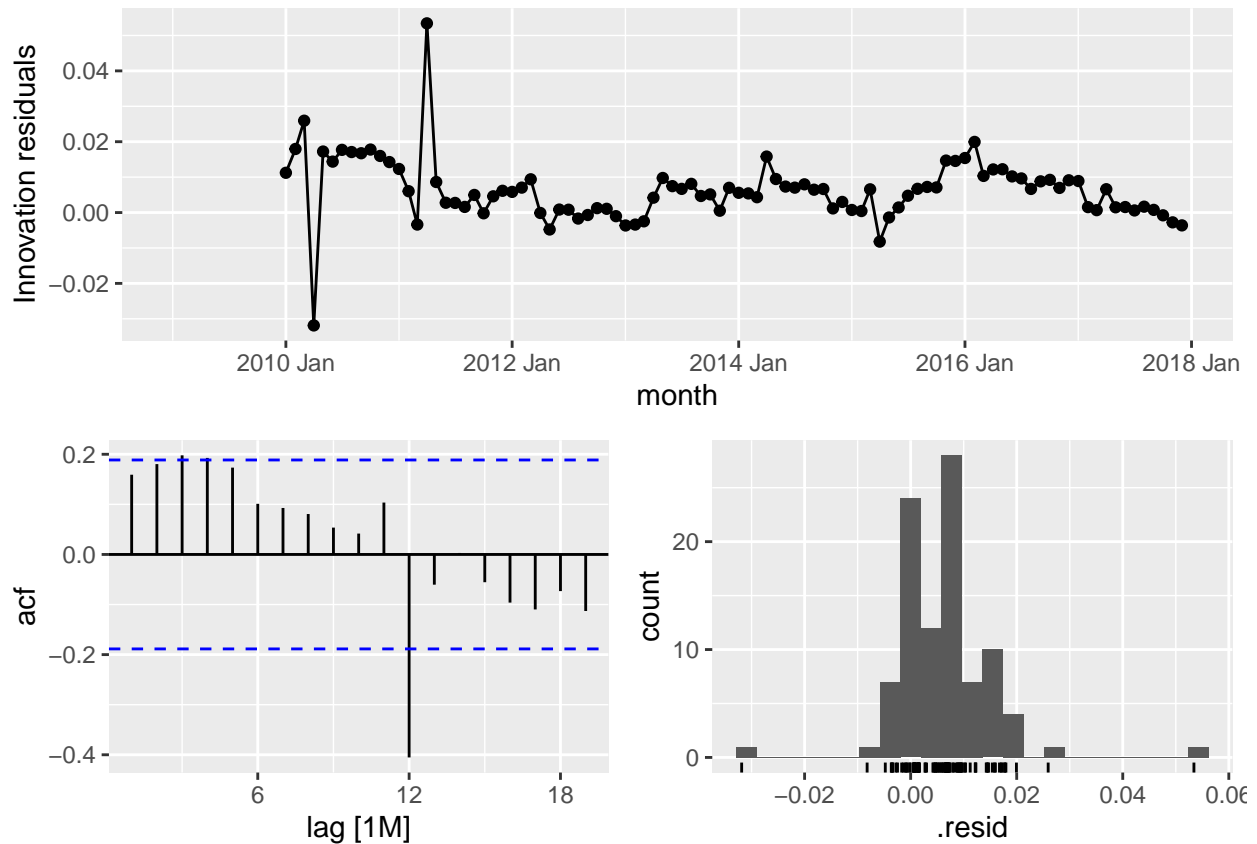 Innovation residuals
0.04
0.02
0.00
−0.02
2010 Jan
2012 Jan
2014 Jan
2016 Jan
2018 Jan
month
acf
0.2
0.0
−0.2
−0.4
6
12
18
lag [1M]
count
20
10
0
−0.02
0.00
0.02
0.04
0.06
.resid